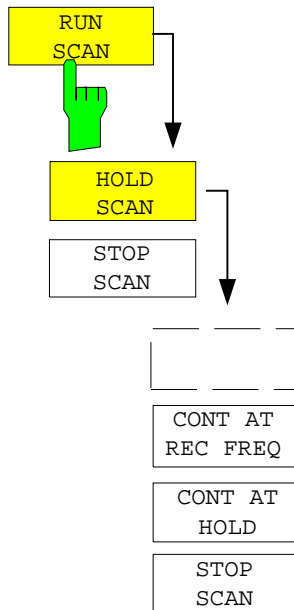 RUN
SCAN
HOLD
SCAN
STOP
SCAN
CONT AT
REC FREQ
CONT AT
HOLD
STOP
SCAN